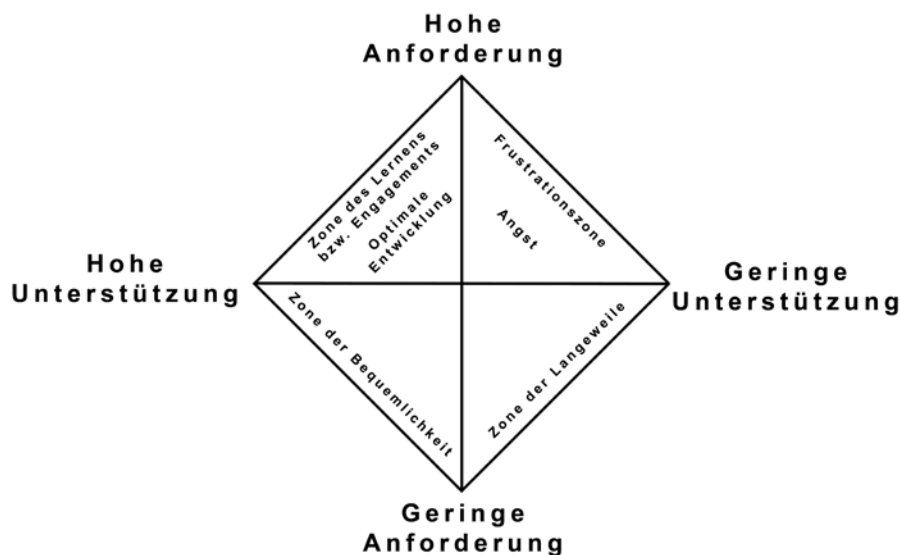 Hohe
Anforderung
Zone des Lernens
bzw. Engagements
Optimale
Entwicklung
Frustrationszone
Angst
Hohe
Unterstützung
Geringe
Unterstützung
Zone der Bequemlichkeit
Zone der Langeweile
Geringe
Anforderung